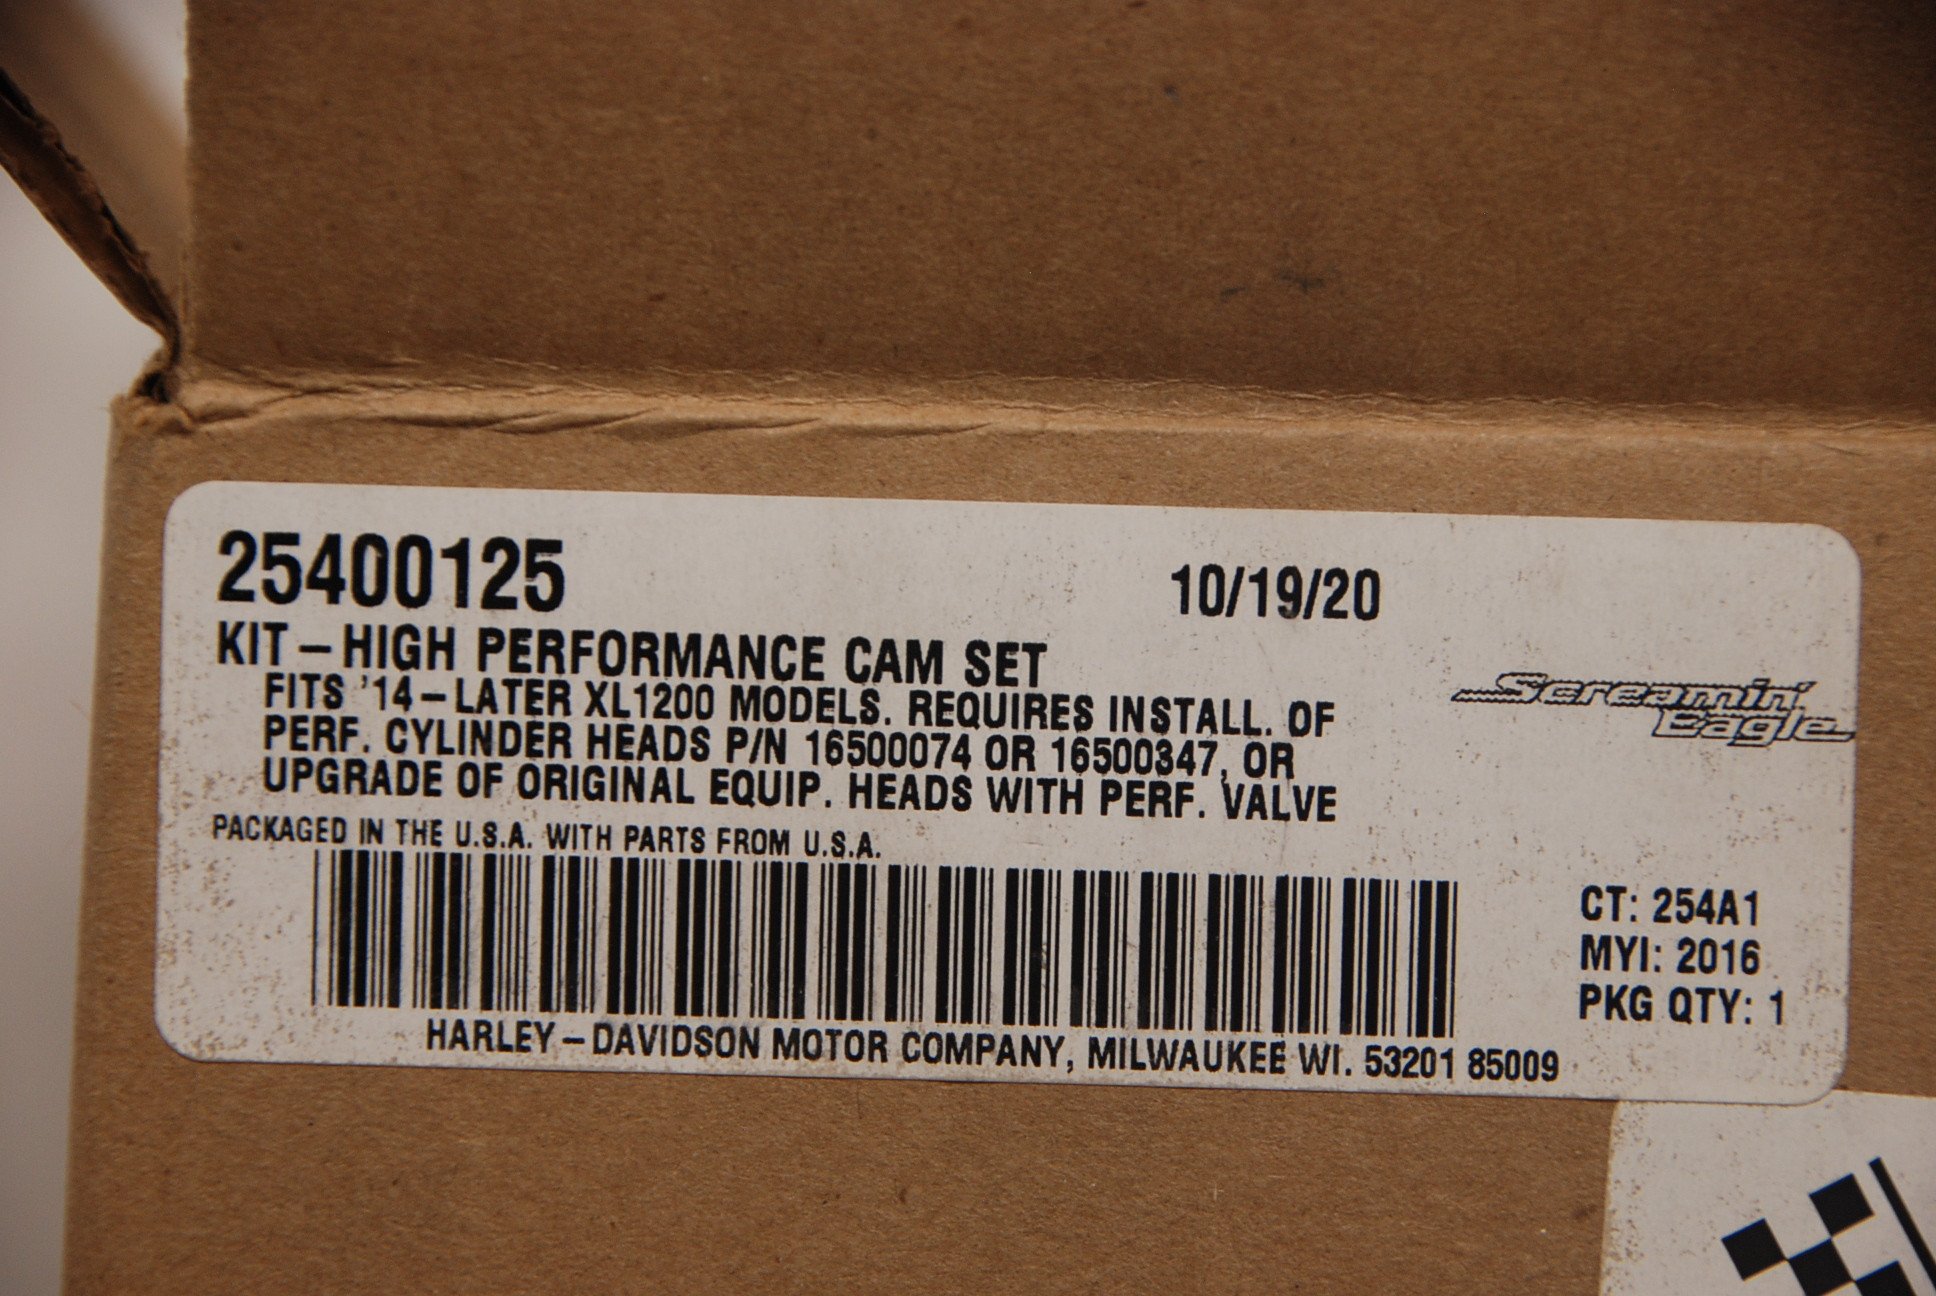 25400125
10/19/20
KIT – HIGH PERFORMANCE CAM SET
FITS '14 – LATER XL1200 MODELS. REQUIRES INSTALL. OF
PERF. CYLINDER HEADS P/N 16500074 OR 16500347, OR
UPGRADE OF ORIGINAL EQUIP. HEADS WITH PERF. VALVE
Screamin'
Eagle
PACKAGED IN THE U.S.A. WITH PARTS FROM U.S.A.
CT: 254A1
MYI: 2016
PKG QTY: 1
HARLEY – DAVIDSON MOTOR COMPANY, MILWAUKEE WI. 53201 85009